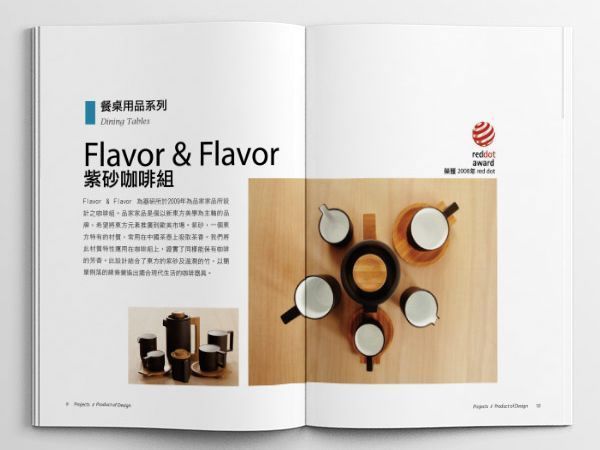 餐桌用品系列
Dining Tables
Flavor & Flavor
紫砂咖啡組
Flavor & Flavor 為器研所於2009年為品家家品所設
計之咖啡組。品家家品是個以新東方美學為主軸的品
牌，希望將東方元素推廣到歐美市場。紫砂，一個東
方特有的材質，常用在中國茶壺上吸取茶香。我們將
此材質特性應用在咖啡組上，證實了同樣能保有咖啡
的芳香。此設計結合了東方的紫砂及溫潤的竹，以簡
單俐落的線條營造出適合現代生活的咖啡器具。
9 Projects // Product of Design
reddot
award
榮獲 2008年 red dot
Projects // Product of Design 10